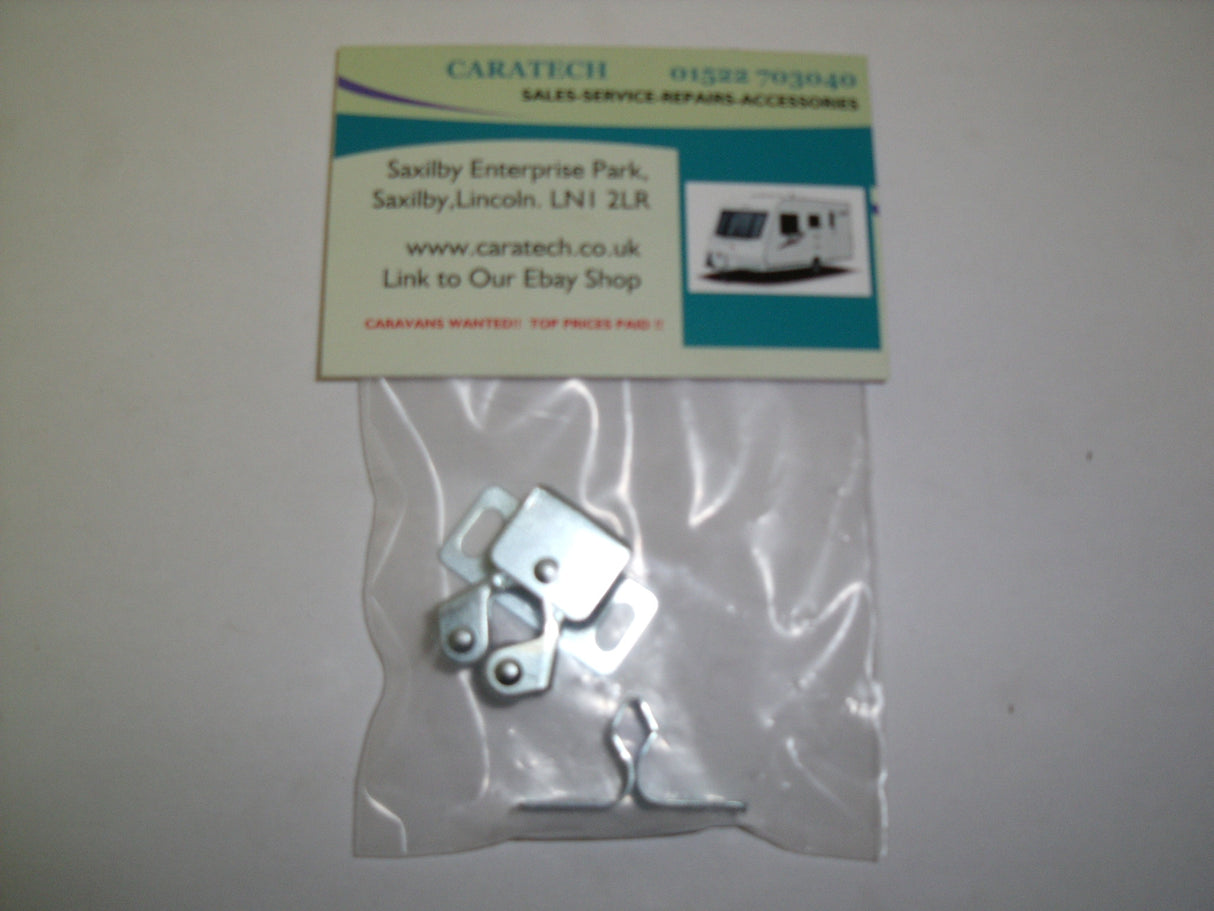 CARATECH 01522 703040
SALES-SERVICE-REPAIRS-ACCESSORIES
Saxilby Enterprise Park,
Saxilby,Lincoln. LN1 2LR
www.caratech.co.uk
Link to Our Ebay Shop
CARAVANS WANTED!! TOP PRICES PAID !!